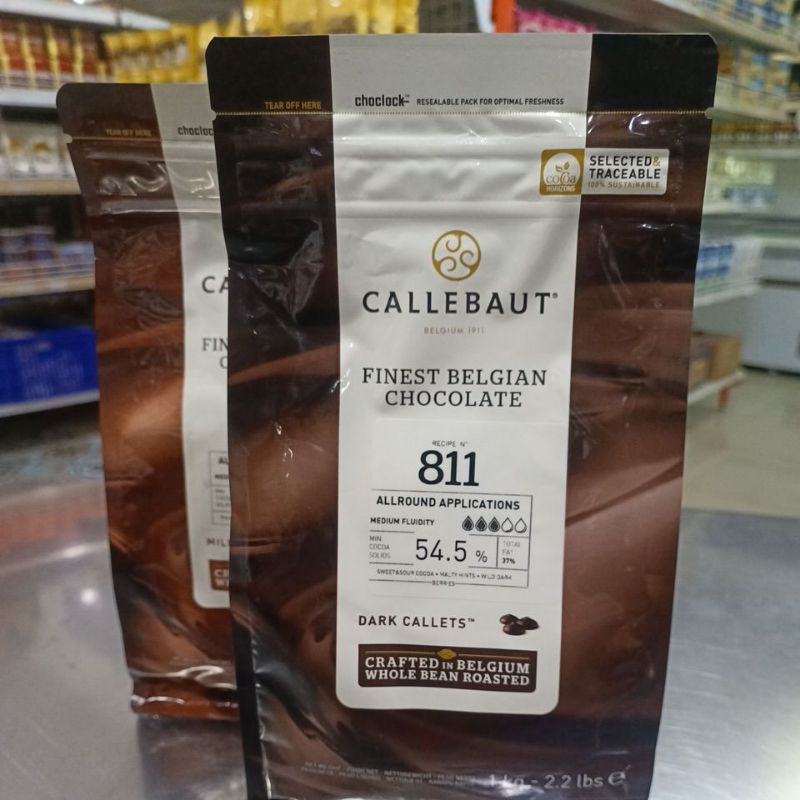 TEAR OFF HERE
choclock™ RESEALABLE PACK FOR OPTIMAL FRESHNESS
cocoa
HORIZONS
SELECTED&
TRACEABLE
100% SUSTAINABLE
CALLEBAUT®
BELGIUM 1911
FINEST BELGIAN
CHOCOLATE
RECIPE N°
811
ALLROUND APPLICATIONS
MEDIUM FLUIDITY
MIN.
COCOA
SOLIDS
54.5 %
TOTAL
FAT
37%
SWEET&SOUR COCOA • MALTY HINTS • WILD DARK
BERRIES
DARK CALLETS™
CRAFTED IN BELGIUM
WHOLE BEAN ROASTED
1 kg - 2.2 lbs e
TEAR OFF HERE
choclock
CA
FIN
C
AL
MIL